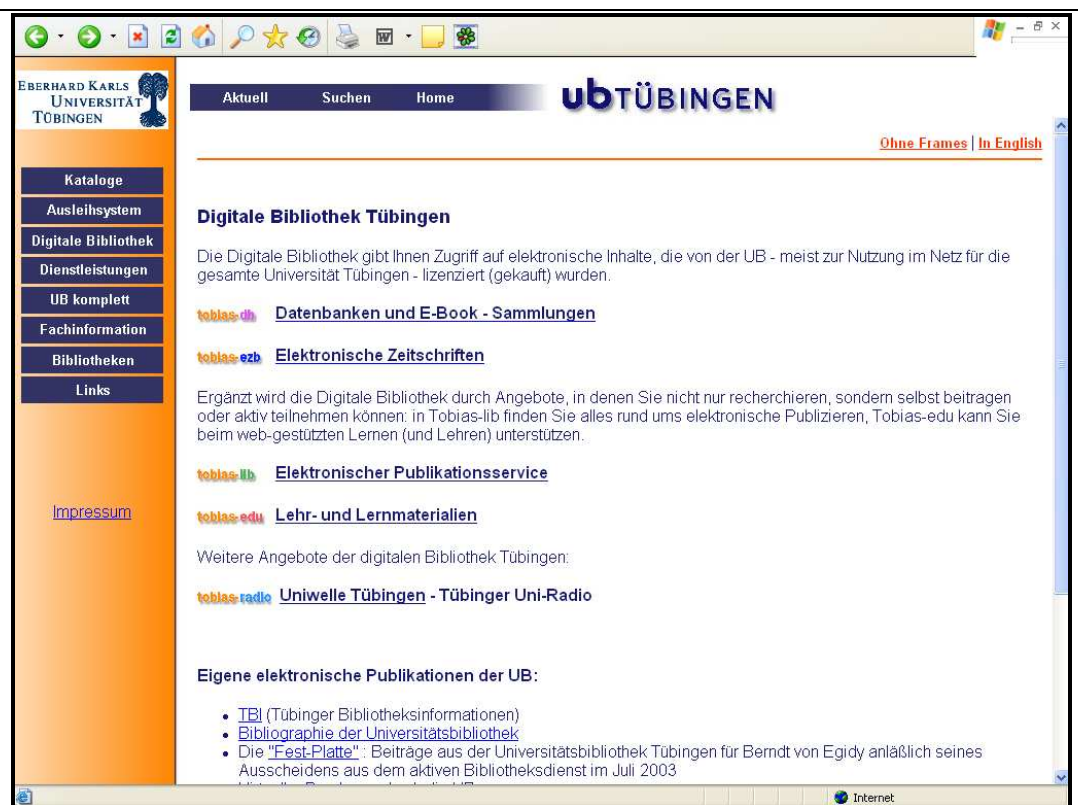 EBERHARD KARLS
UNIVERSITÄT
TÜBINGEN
Aktuell Suchen Home
ubTÜBINGEN
Ohne Frames | In English
Kataloge
Ausleihsystem
Digitale Bibliothek
Dienstleistungen
UB komplett
Fachinformation
Bibliotheken
Links
Impressum
Digitale Bibliothek Tübingen
Die Digitale Bibliothek gibt Ihnen Zugriff auf elektronische Inhalte, die von der UB - meist zur Nutzung im Netz für die
gesamte Universität Tübingen - lizenziert (gekauft) wurden.
tobias-db Datenbanken und E-Book - Sammlungen
tobias-ezb Elektronische Zeitschriften
Ergänzt wird die Digitale Bibliothek durch Angebote, in denen Sie nicht nur recherchieren, sondern selbst beitragen
oder aktiv teilnehmen können: in Tobias-lib finden Sie alles rund ums elektronische Publizieren, Tobias-edu kann Sie
beim web-gestützten Lernen (und Lehren) unterstützen.
tobias-lib Elektronischer Publikationsservice
tobias-edu Lehr- und Lernmaterialien
Weitere Angebote der digitalen Bibliothek Tübingen:
tobias-radio Uniwelle Tübingen - Tübinger Uni-Radio
Eigene elektronische Publikationen der UB:
• TBI (Tübinger Bibliotheksinformationen)
• Bibliographie der Universitätsbibliothek
• Die "Fest-Platte" : Beiträge aus der Universitätsbibliothek Tübingen für Berndt von Egidy anläßlich seines
Ausscheidens aus dem aktiven Bibliotheksdienst im Juli 2003
Internet